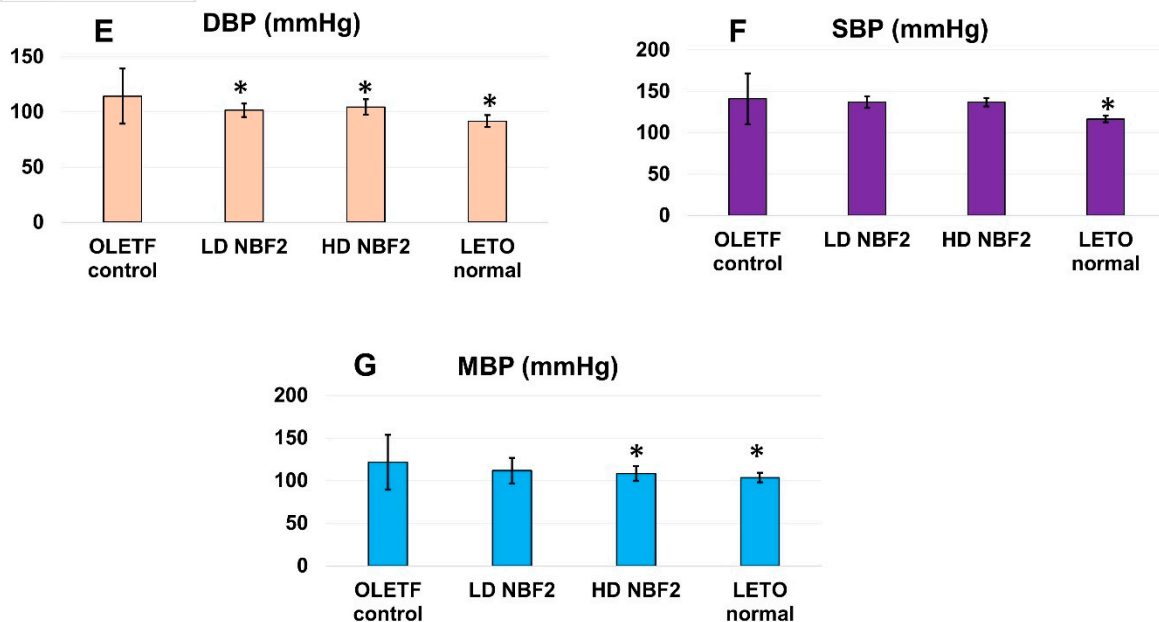 E DBP (mmHg)
150
100
50
0
* * *
OLETF control LD NBF2 HD NBF2 LETO normal
F SBP (mmHg)
200
150
100
50
0
*
OLETF control LD NBF2 HD NBF2 LETO normal
G MBP (mmHg)
200
150
100
50
0
* *
OLETF control LD NBF2 HD NBF2 LETO normal